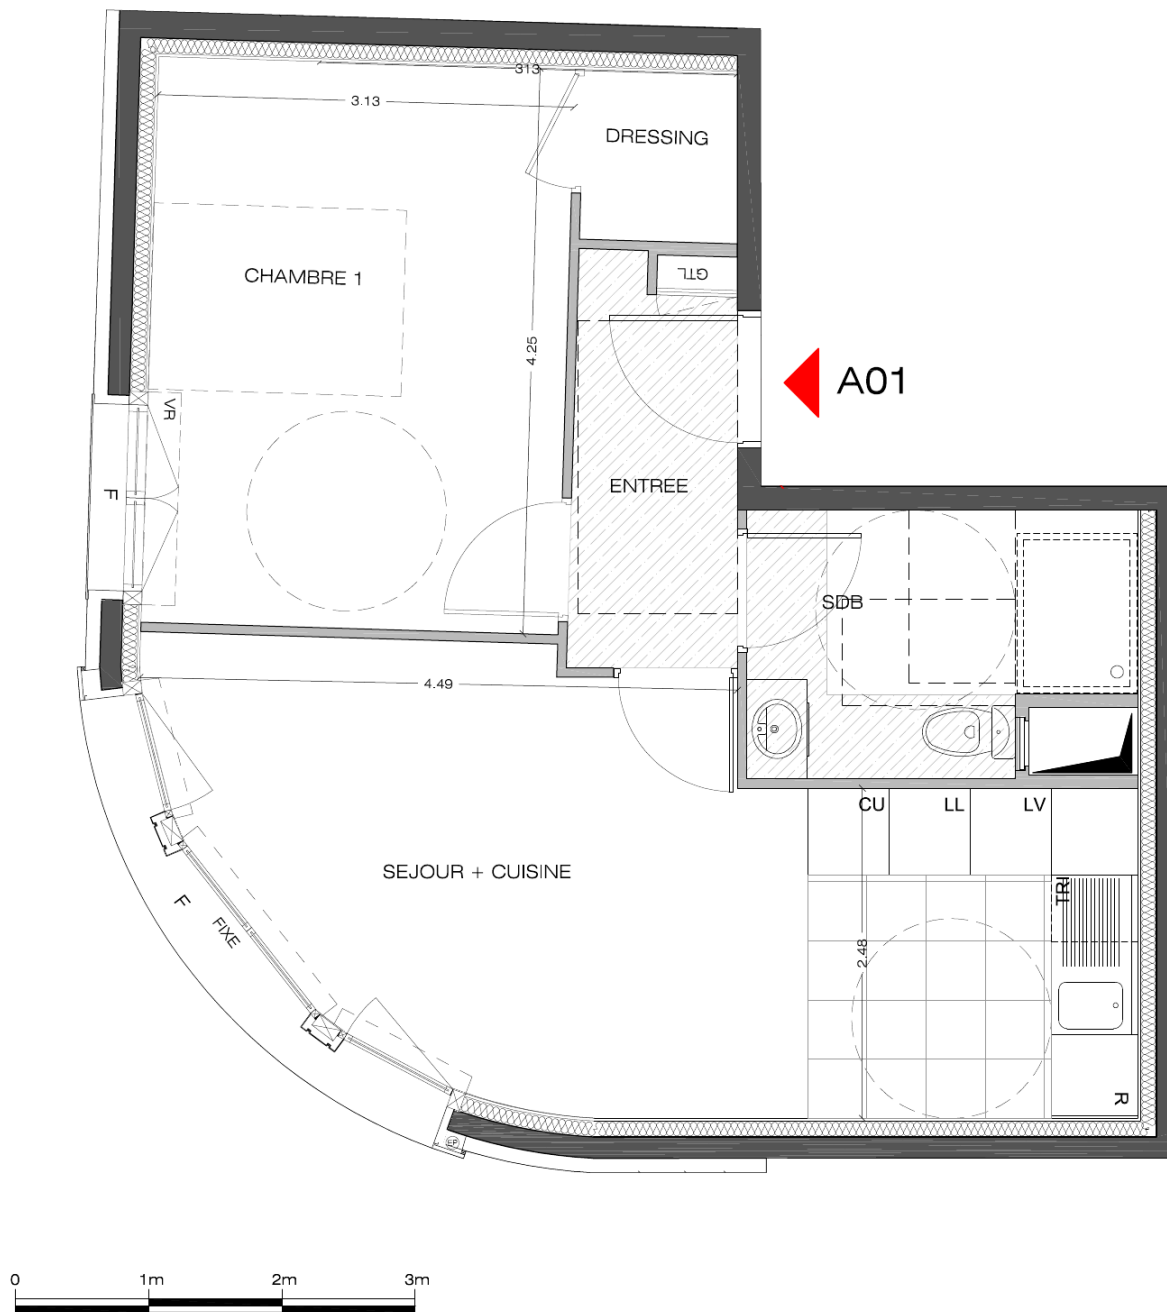 313
3.13
DRESSING
CHAMBRE 1
GTL
4.25
A01
VR
F
ENTREE
SDB
4.49
CU
LL
LV
SEJOUR + CUISINE
TRI
F
FIXE
2.48
R
EP
0
1m
2m
3m